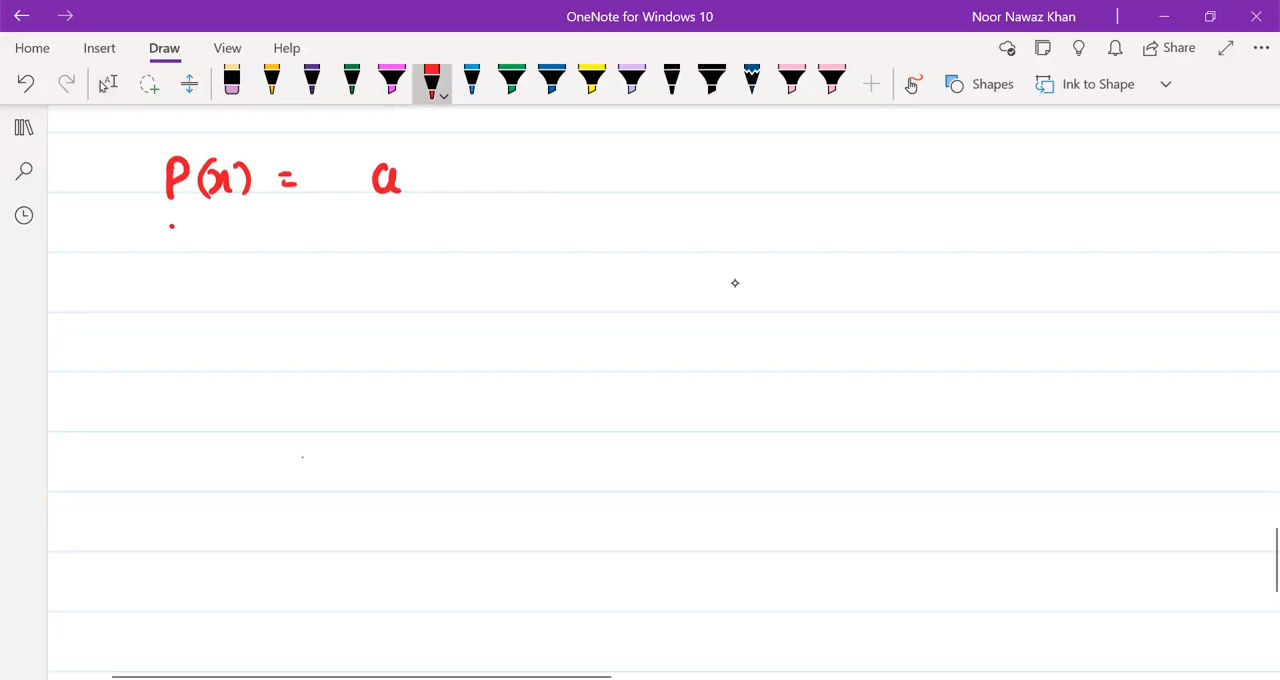 OneNote for Windows 10
Noor Nawaz Khan
Home Insert Draw View Help
Share
Shapes
Ink to Shape
P(x) = a